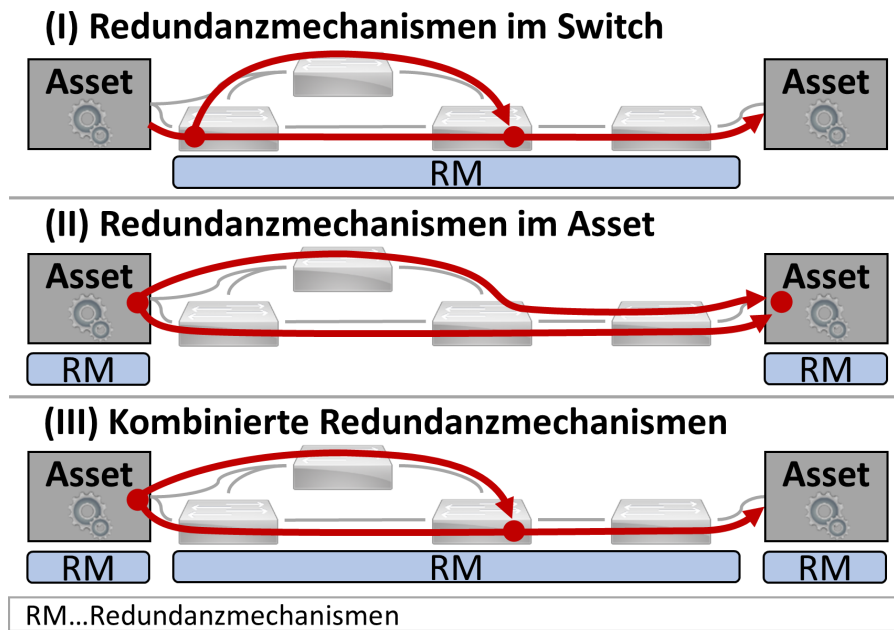 (I) Redundanzmechanismen im Switch
Asset
Asset
RM
(II) Redundanzmechanismen im Asset
Asset
Asset
RM
RM
(III) Kombinierte Redundanzmechanismen
Asset
Asset
RM
RM
RM
RM...Redundanzmechanismen